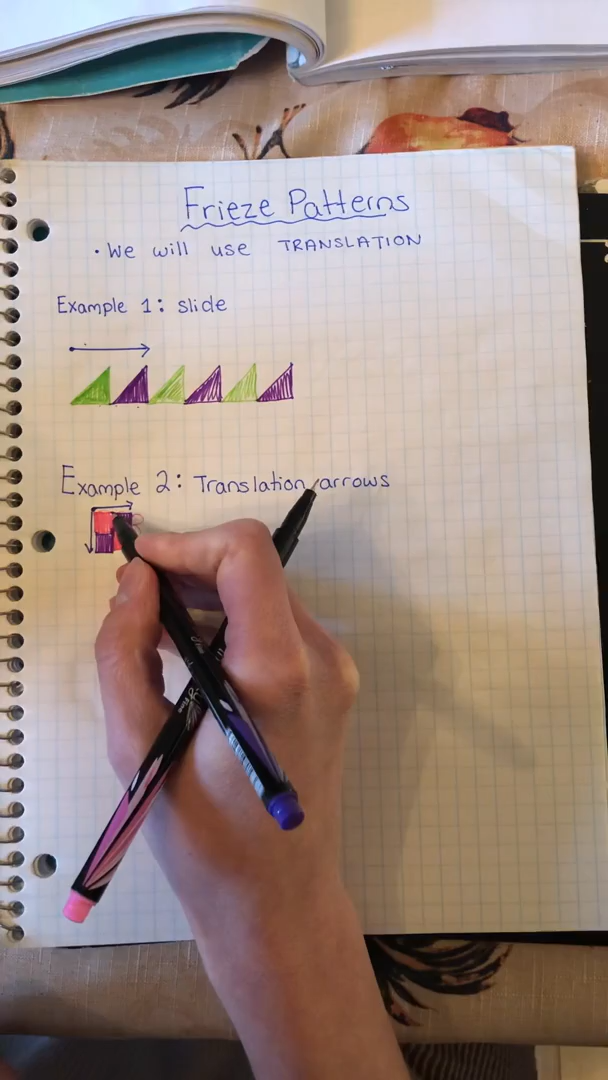 Frieze Patterns
• We will use TRANSLATION
Example 1: slide
Example 2: Translation arrows